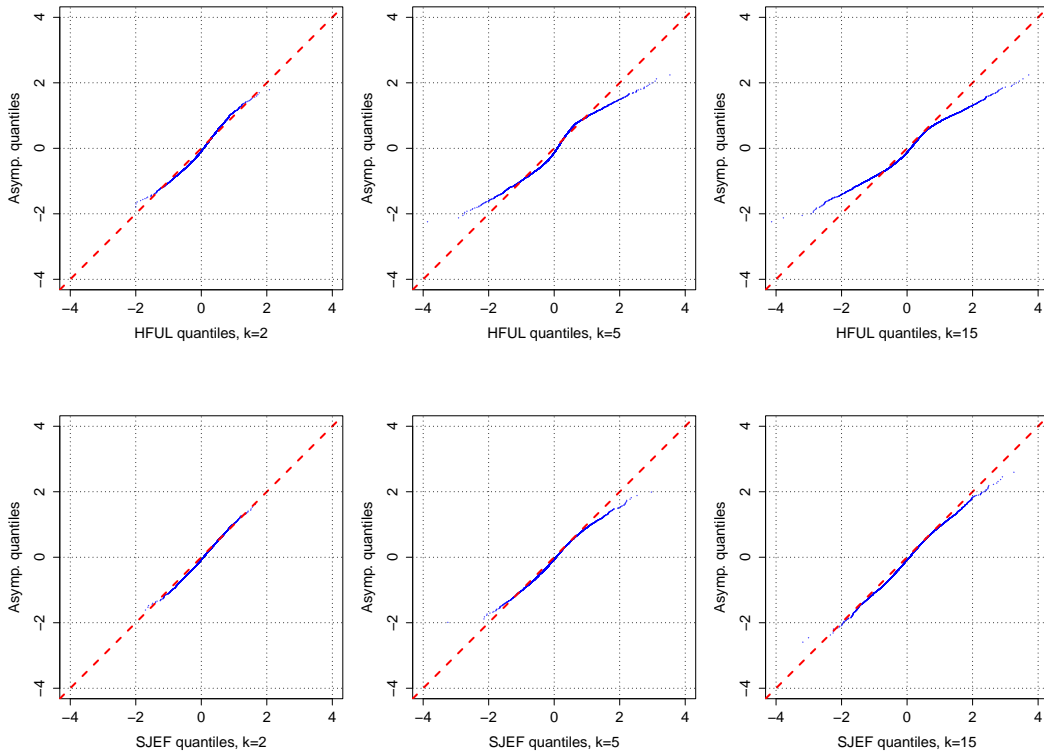 4
2
0
−2
−4
Asymp. quantiles
−4 −2 0 2 4
HFUL quantiles, k=2
4
2
0
−2
−4
Asymp. quantiles
−4 −2 0 2 4
HFUL quantiles, k=5
4
2
0
−2
−4
Asymp. quantiles
−4 −2 0 2 4
HFUL quantiles, k=15
4
2
0
−2
−4
Asymp. quantiles
−4 −2 0 2 4
SJEF quantiles, k=2
4
2
0
−2
−4
Asymp. quantiles
−4 −2 0 2 4
SJEF quantiles, k=5
4
2
0
−2
−4
Asymp. quantiles
−4 −2 0 2 4
SJEF quantiles, k=15